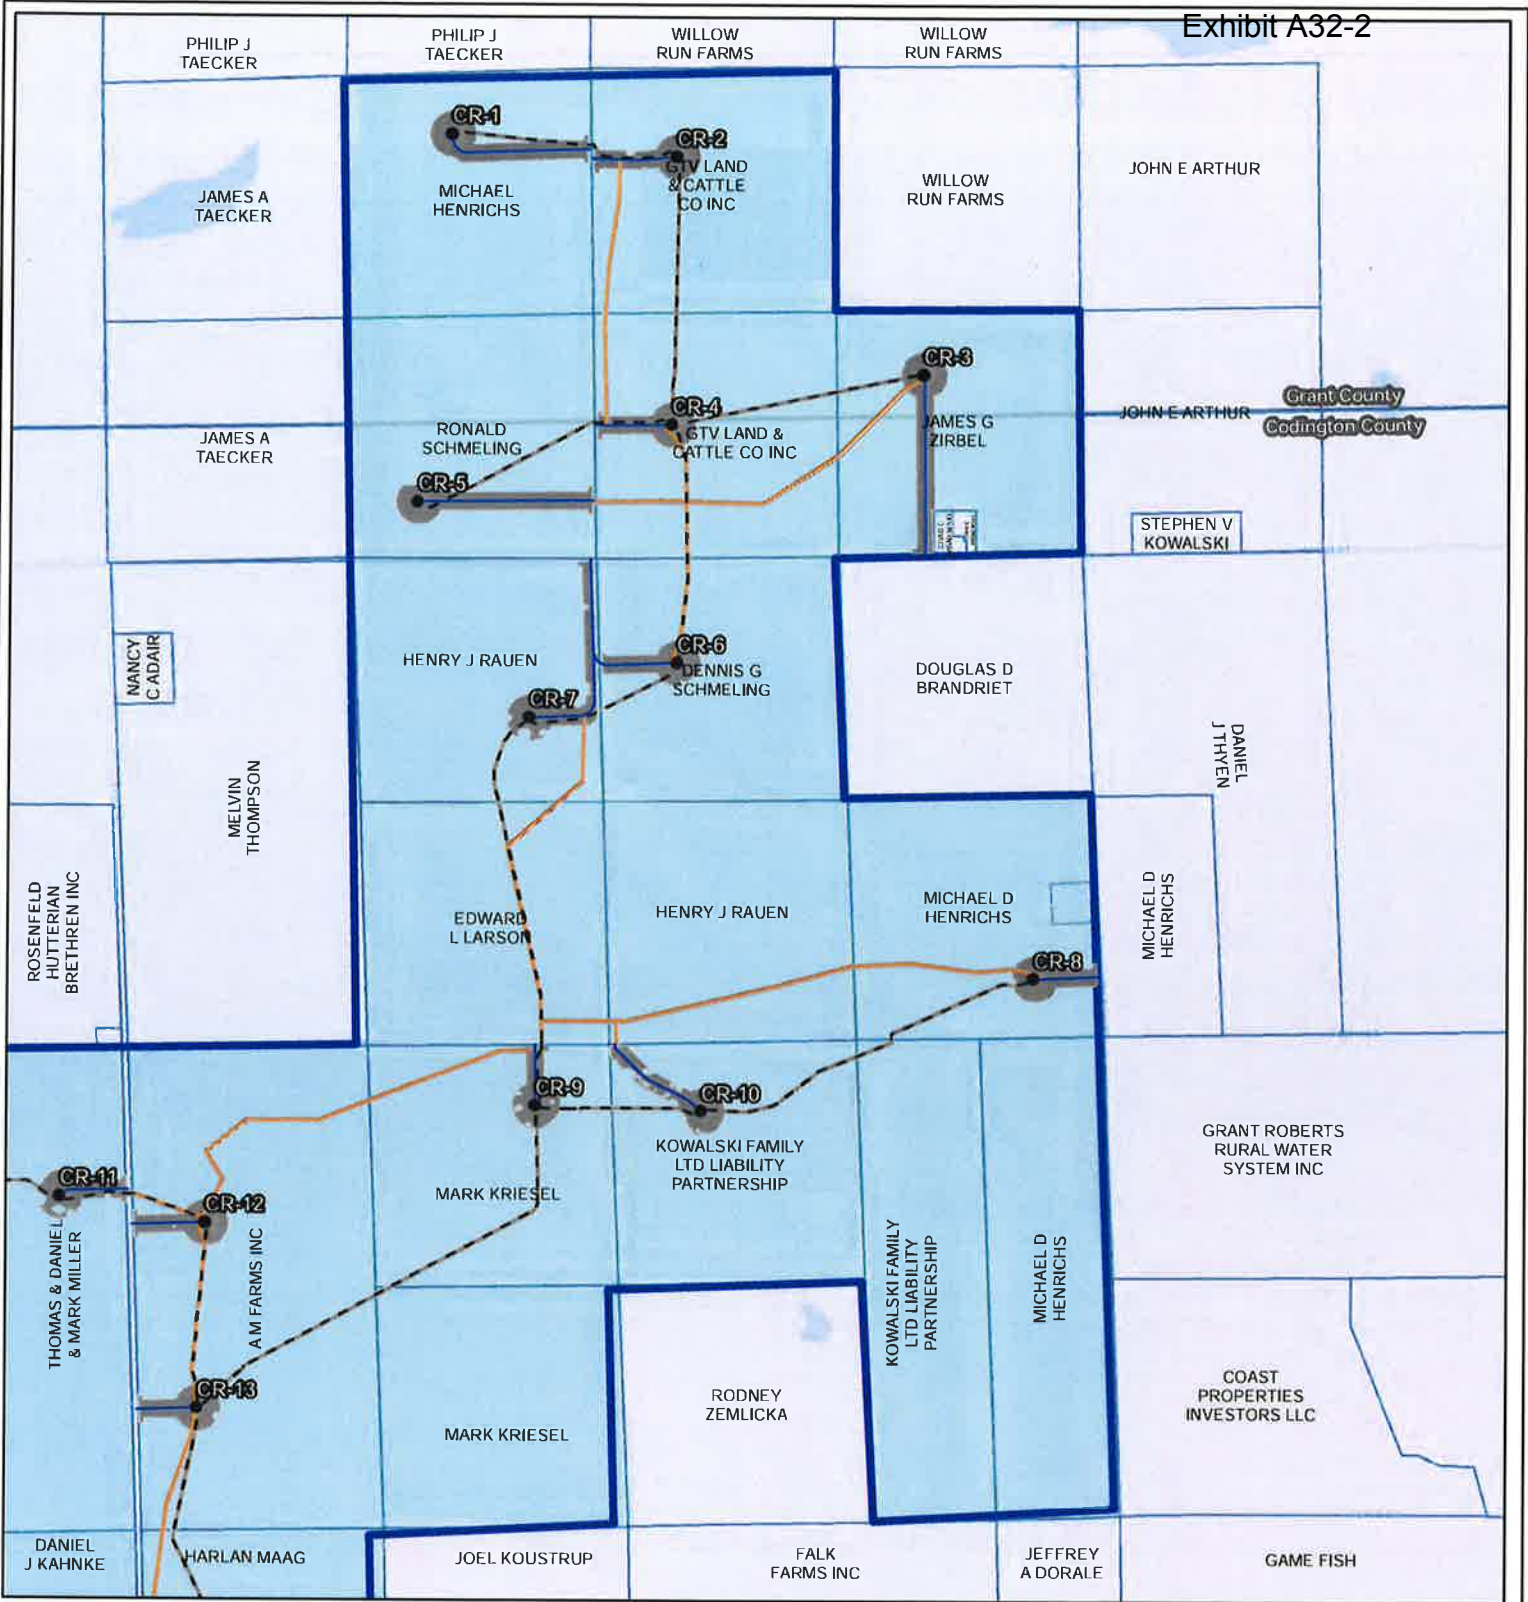 Exhibit A32-2
PHILIP J
TAECKER
PHILIP J
TAECKER
WILLOW
RUN FARMS
WILLOW
RUN FARMS
CR-1
CR-2
GTV LAND
& CATTLE
CO INC
JAMES A
TAECKER
MICHAEL
HENRICHS
WILLOW
RUN FARMS
JOHN E ARTHUR
CR-3
CR-4
JAMES A
TAECKER
RONALD
SCHMELING
GTV LAND &
CATTLE CO INC
JAMES G
ZIRBEL
JOHN E ARTHUR
Grant County
Codington County
CR-5
STEPHEN V
KOWALSKI
NANCY
C ADAIR
HENRY J RAUEN
CR-6
DENNIS G
SCHMELING
DOUGLAS D
BRANDRIET
CR-7
DANIEL
J THYEN
MELVIN
THOMPSON
ROSENFELD
HUTTERIAN
BRETHREN INC
EDWARD
L LARSON
HENRY J RAUEN
MICHAEL D
HENRICHS
MICHAEL D
HENRICHS
CR-8
CR-9
CR-10
KOWALSKI FAMILY
LTD LIABILITY
PARTNERSHIP
GRANT ROBERTS
RURAL WATER
SYSTEM INC
CR-11
CR-12
MARK KRIESEL
THOMAS & DANIEL
& MARK MILLER
A M FARMS INC
KOWALSKI FAMILY
LTD LIABILITY
PARTNERSHIP
MICHAEL D
HENRICHS
CR-13
MARK KRIESEL
RODNEY
ZEMLICKA
COAST
PROPERTIES
INVESTORS LLC
DANIEL
J KAHNKE
HARLAN MAAG
JOEL KOUSTRUP
FALK
FARMS INC
JEFFREY
A DORALE
GAME FISH